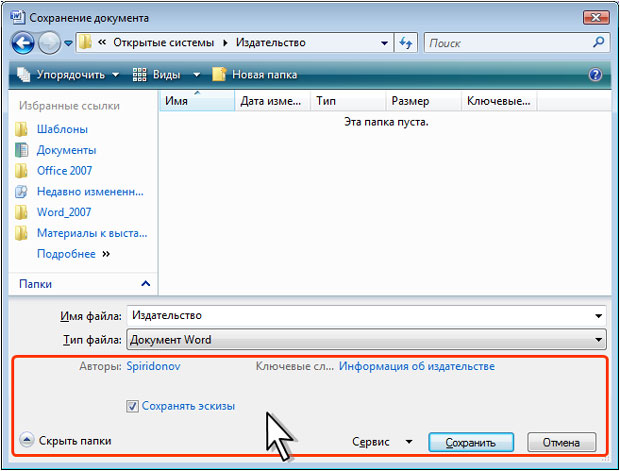 Сохранение документа
« Открытые системы Издательство Поиск
Упорядочить Виды Новая папка ?
Избранные ссылки
Шаблоны
Документы
Office 2007
Недавно измененн...
Word_2007
Материалы к выста...
Подробнее »
Папки
Имя Дата изме... Тип Размер Ключевые...
Эта папка пуста.
Имя файла: Издательство
Тип файла: Документ Word
Авторы: Spiridonov Ключевые сл... Информация об издательстве
Сохранять эскизы
Скрыть папки Сервис Сохранить Отмена